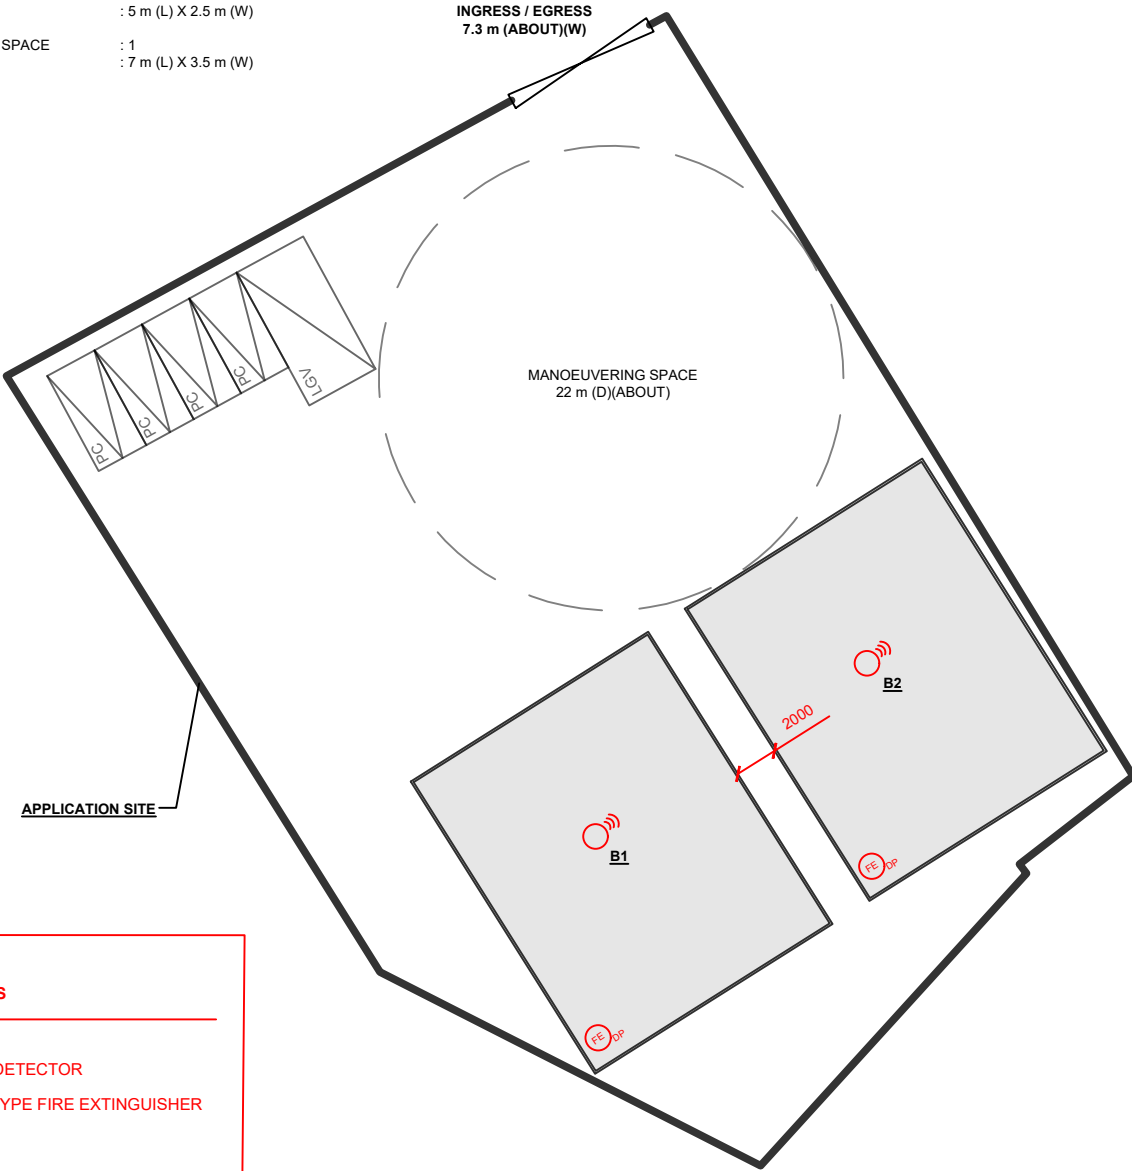 : 5 m (L) X 2.5 m (W)
SPACE : 1
: 7 m (L) X 3.5 m (W)
INGRESS / EGRESS
7.3 m (ABOUT)(W)
MANOEUVERING SPACE
22 m (D)(ABOUT)
PC
PC
PC
PC
LGV
B2
2000
APPLICATION SITE
B1
FE DP
FE DP
S
DETECTOR
YPE FIRE EXTINGUISHER